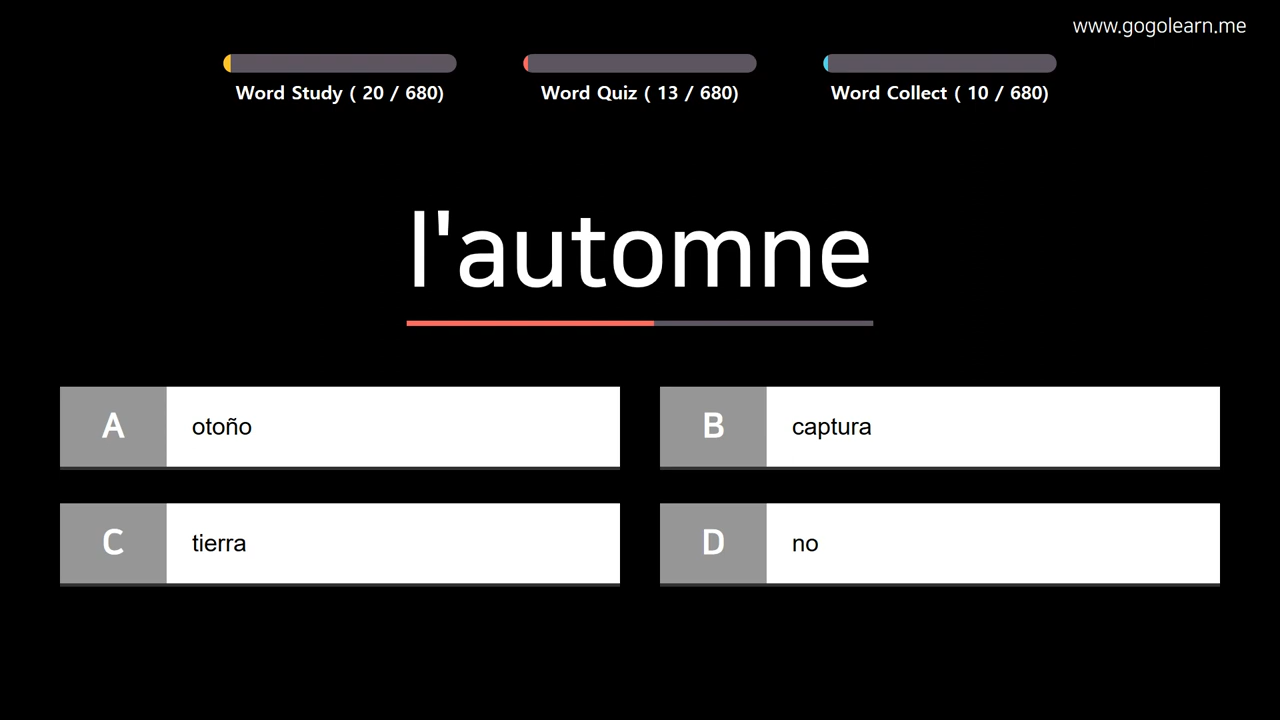 www.gogolearn.me
Word Study ( 20 / 680)
Word Quiz ( 13 / 680)
Word Collect ( 10 / 680)
l'automne
A
otoño
B
captura
C
tierra
D
no